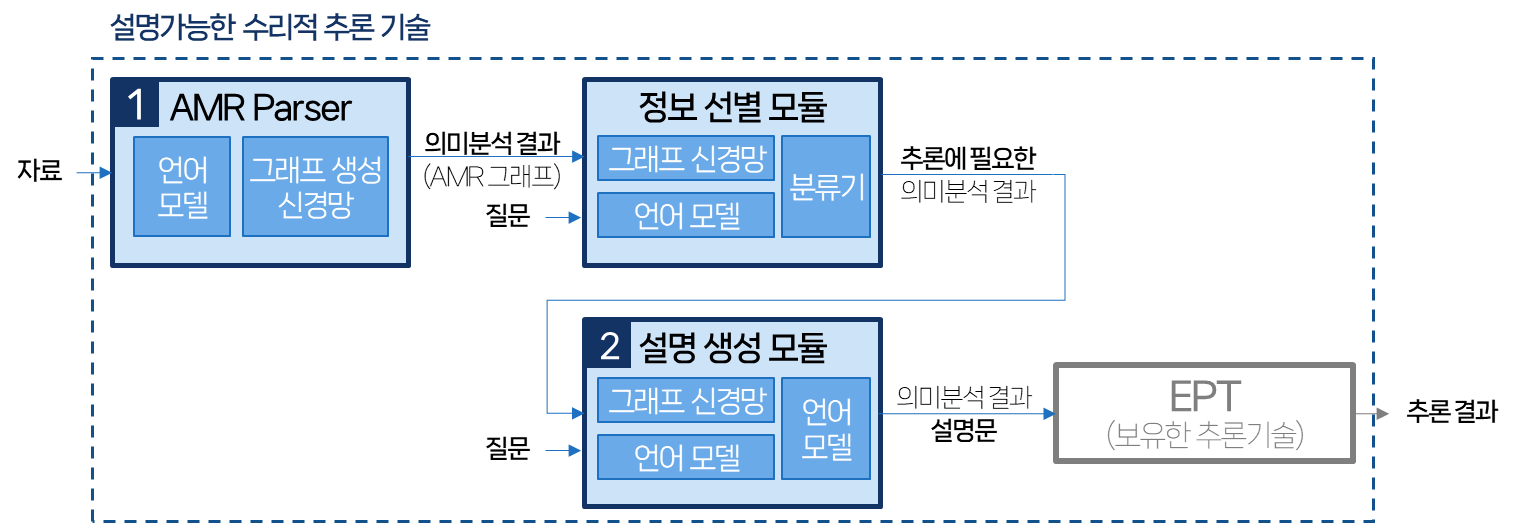 설명가능한 수리적 추론 기술
1 AMR Parser
언어
모델
그래프 생성
신경망
자료
의미분석 결과
(AMR 그래프)
질문
정보 선별 모듈
그래프 신경망
언어 모델
분류기
추론에 필요한
의미분석 결과
2 설명 생성 모듈
그래프 신경망
언어 모델
언어
모델
질문
의미분석 결과
설명문
EPT
(보유한 추론기술)
추론 결과